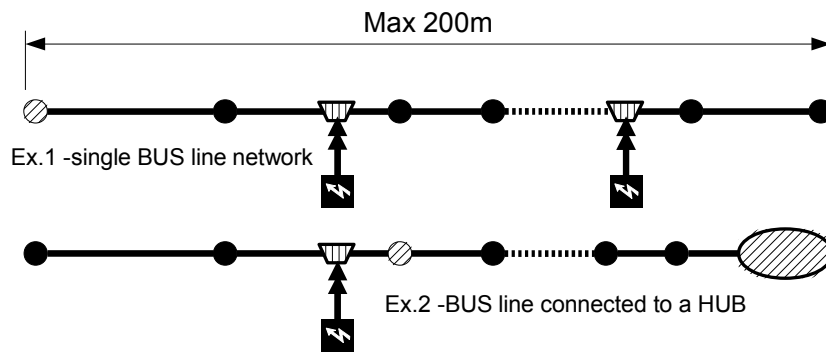 Max 200m
Ex.1 -single BUS line network
Ex.2 -BUS line connected to a HUB